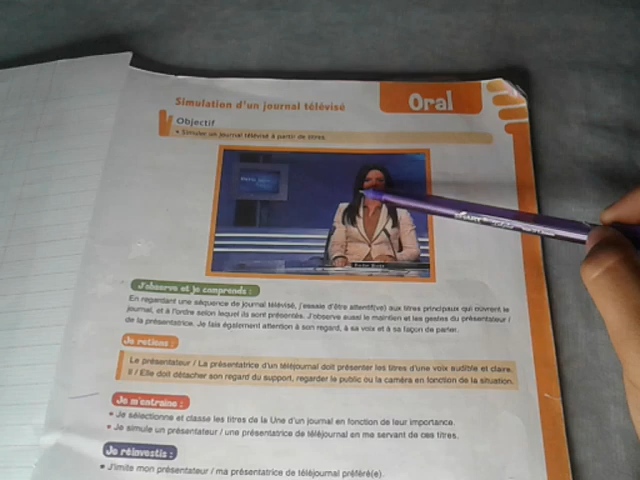 Simulation d'un journal télévisé
Oral
Objectif
• Simuler un journal télévisé à partir de titres.
J'observe et je comprends :
En regardant une séquence de journal télévisé, j'essaie d'être attentif(ve) aux titres principaux qui ouvrent le
journal, et à l'ordre selon lequel ils sont présentés. J'observe aussi le maintien et les gestes du présentateur /
de la présentatrice. Je fais également attention à son regard, à sa voix et à sa façon de parler.
Je retiens :
Le présentateur / La présentatrice d'un téléjournal doit présenter les titres d'une voix audible et claire.
Il / Elle doit détacher son regard du support, regarder le public ou la caméra en fonction de la situation.
Je m'entraîne :
• Je sélectionne et classe les titres de la Une d'un journal en fonction de leur importance.
• Je simule un présentateur / une présentatrice de téléjournal en me servant de ces titres.
Je réinvestis :
• J'imite mon présentateur / ma présentatrice de téléjournal préféré(e).